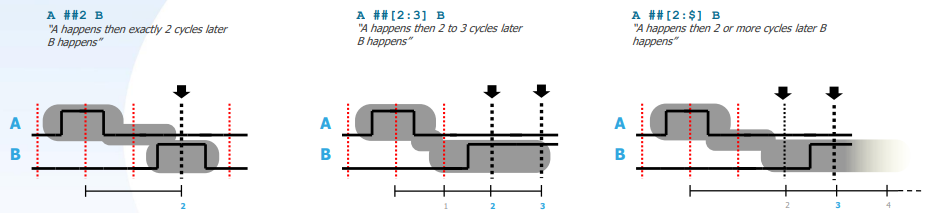 A ##2 B
“A happens then exactly 2 cycles later
B happens”
A
B
2
A ##[2:3] B
“A happens then 2 to 3 cycles later
B happens”
A
B
1 2 3
A ##[2:$] B
“A happens then 2 or more cycles later B
happens”
A
B
2 3 4